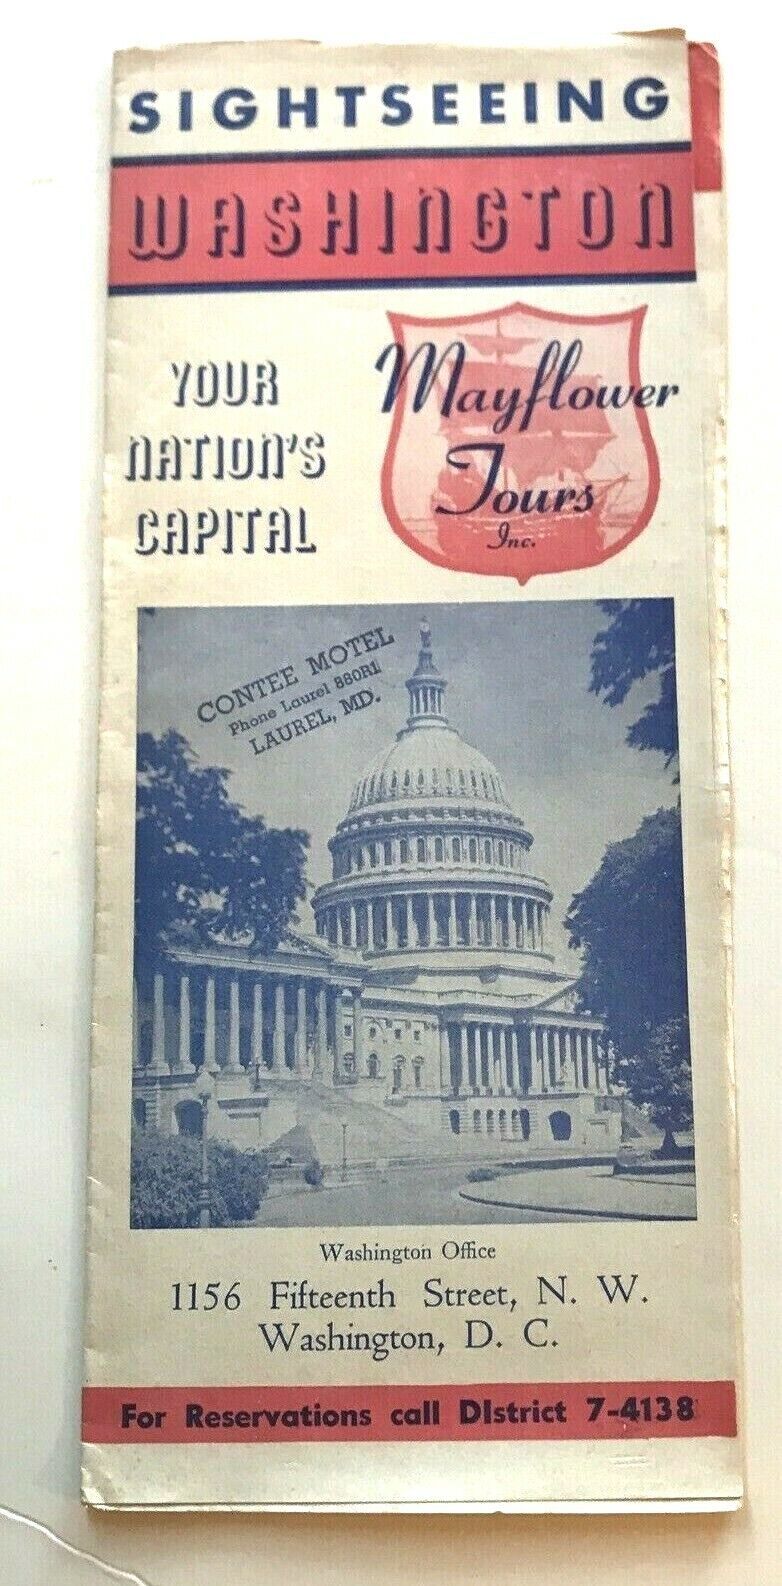 SIGHTSEEING
WASHINGTON
YOUR
NATION'S
CAPITAL
Mayflower
Tours
Inc.
CONTEE MOTEL
Phone Laurel 880R1
LAUREL, MD.
Washington Office
1156 Fifteenth Street, N. W.
Washington, D. C.
For Reservations call DIstrict 7-4138